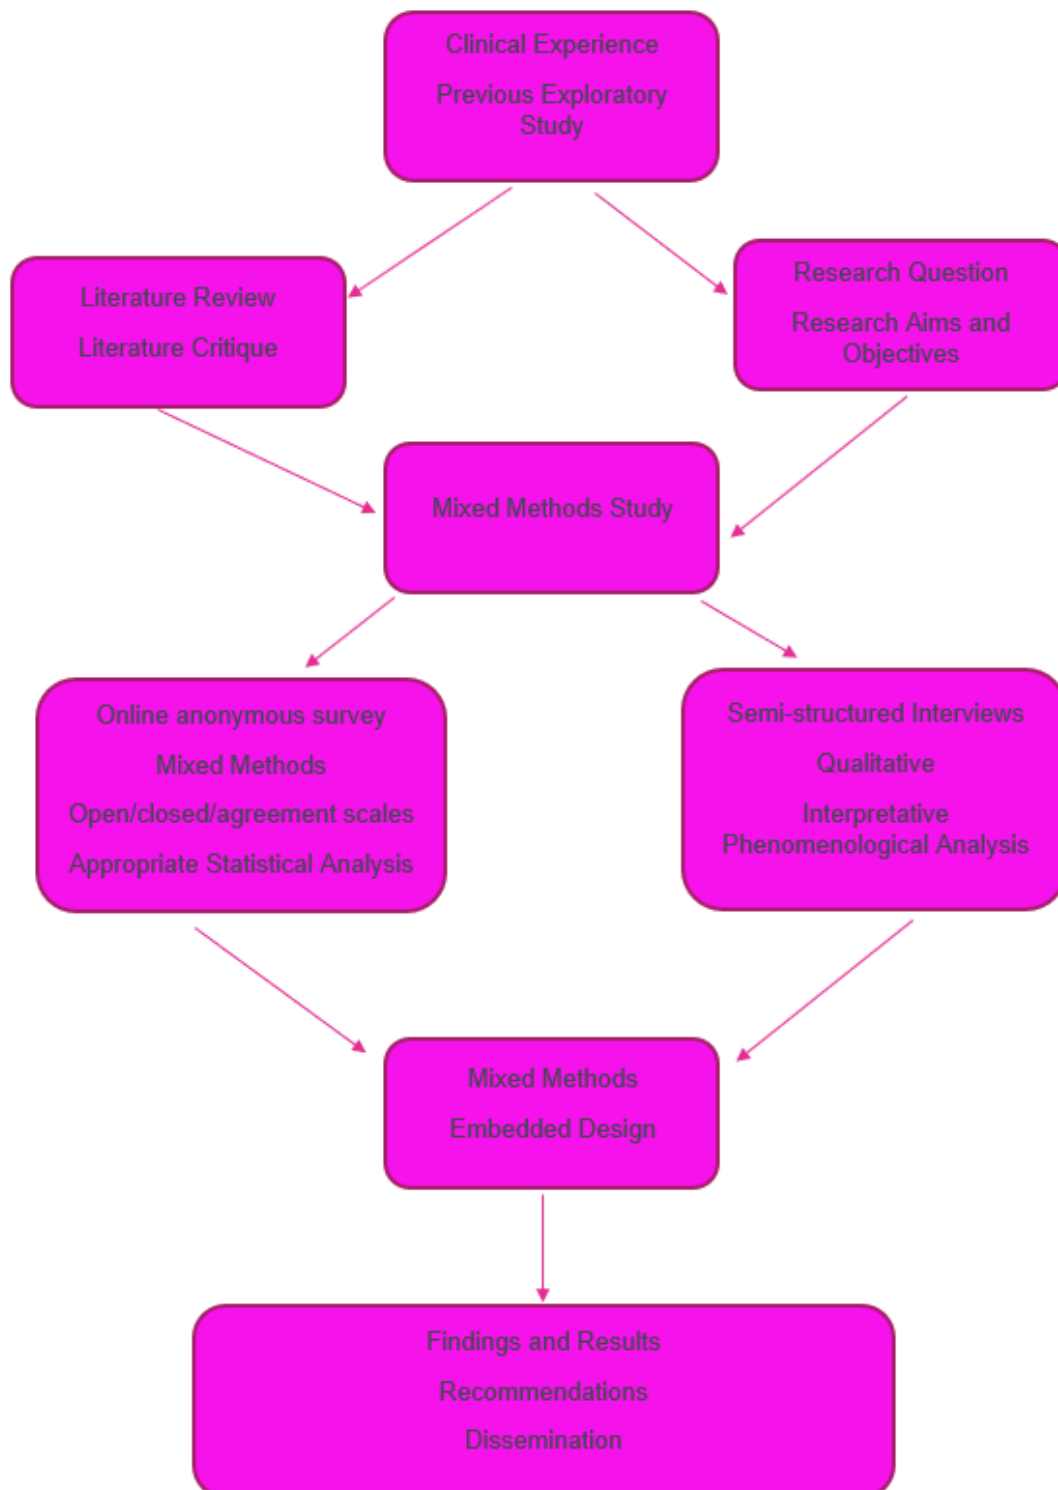 Clinical Experience
Previous Exploratory
Study
Literature Review
Literature Critique
Research Question
Research Aims and
Objectives
Mixed Methods Study
Online anonymous survey
Mixed Methods
Open/closed/agreement scales
Appropriate Statistical Analysis
Semi-structured Interviews
Qualitative
Interpretative
Phenomenological Analysis
Mixed Methods
Embedded Design
Findings and Results
Recommendations
Dissemination